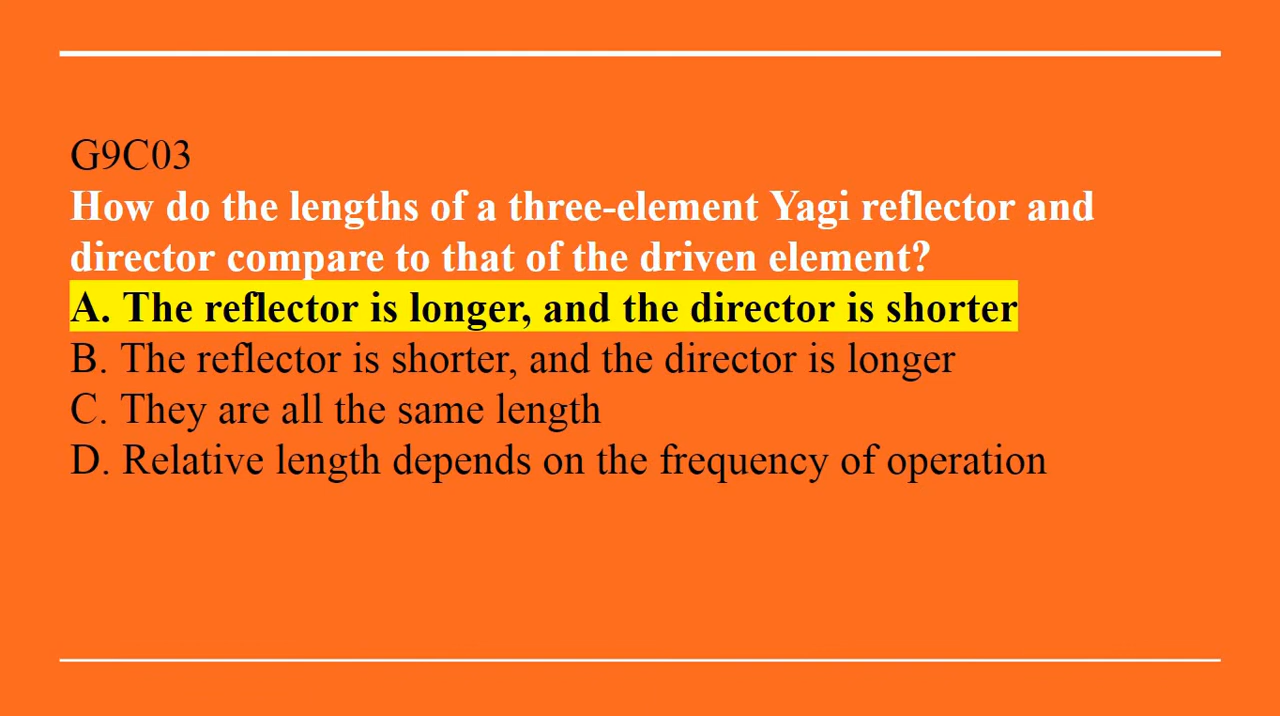 G9C03
How do the lengths of a three-element Yagi reflector and
director compare to that of the driven element?
A. The reflector is longer, and the director is shorter
B. The reflector is shorter, and the director is longer
C. They are all the same length
D. Relative length depends on the frequency of operation